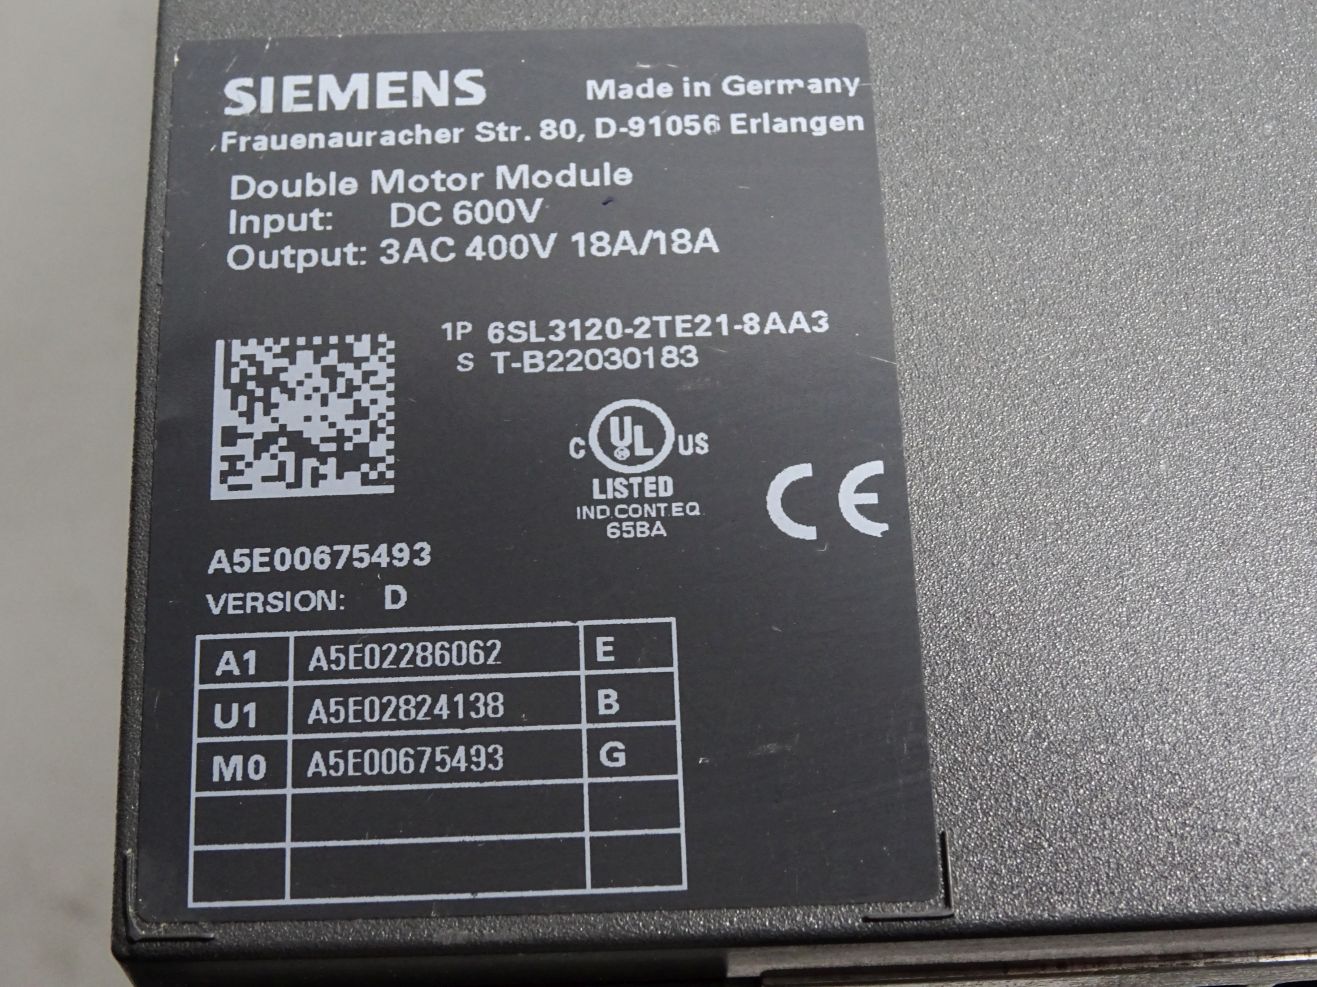 SIEMENS Made in Germany
Frauenauracher Str. 80, D-91056 Erlangen
Double Motor Module
Input: DC 600V
Output: 3AC 400V 18A/18A
1P 6SL3120-2TE21-8AA3
S T-B22030183
C UL US
LISTED
IND.CONT.EQ
65BA
CE
A5E00675493
VERSION: D
A1 A5E02286062 E
U1 A5E02824138 B
M0 A5E00675493 G